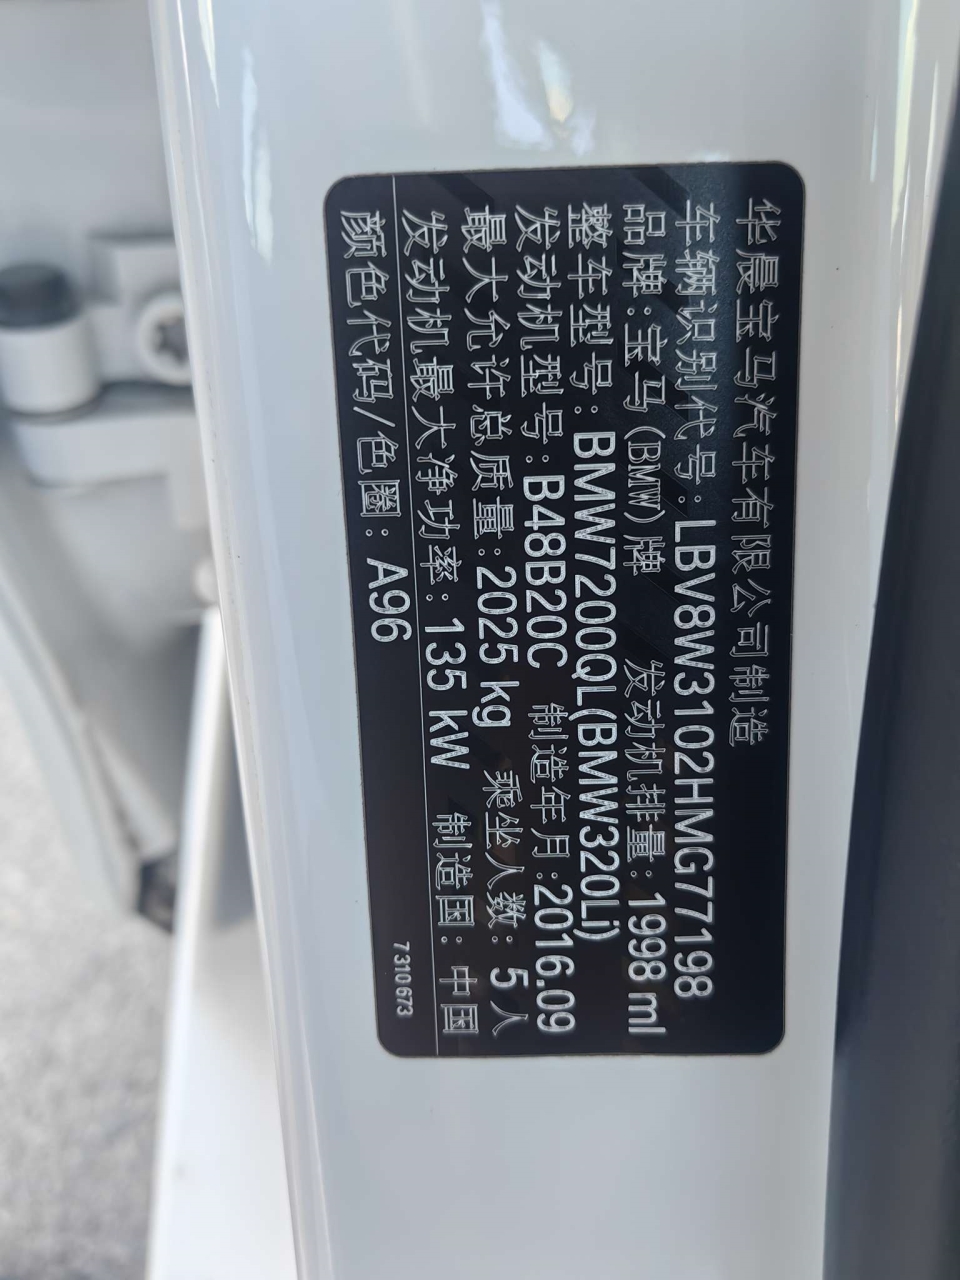 华晨宝马汽车有限公司制造
车辆识别代号:LBV8W3102HMG77198
品牌:宝马(BMW)牌 发动机排量:1998 ml
整车型号:BMW7200QL(BMW320Li)
发动机型号:B48B20C 制造年月:2016.09
最大允许总质量:2025 kg 乘坐人数:5人
发动机最大净功率:135 kW 制造国:中国
颜色代码/色圈:A96
7310673